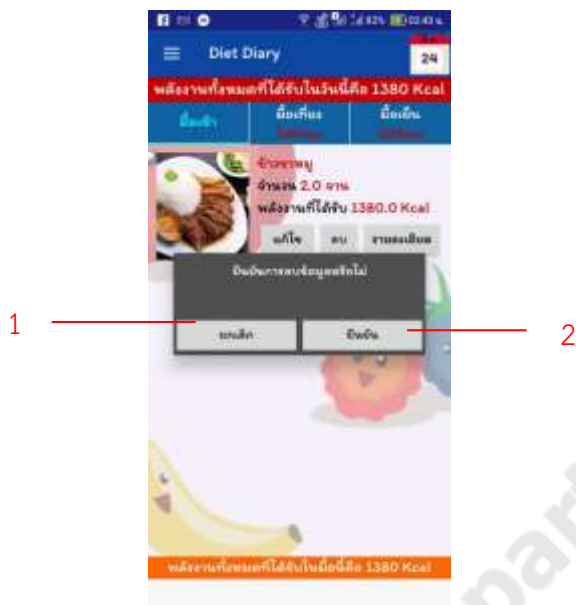 82%
Diet Diary
24
พลังงานทั้งหมดที่ได้รับในวันนี้คือ 1380 Kcal
มื้อเช้า มื้อเที่ยง มื้อเย็น
ข้าวขาหมู
จำนวน 2.0 จาน
พลังงานที่ได้รับ 1380.0 Kcal
แก้ไข ลบ รายละเอียด
ยืนยันการลบข้อมูลหรือไม่
1
ยกเลิก ยืนยัน
2
พลังงานทั้งหมดที่ได้รับในมื้อนี้คือ 1380 Kcal